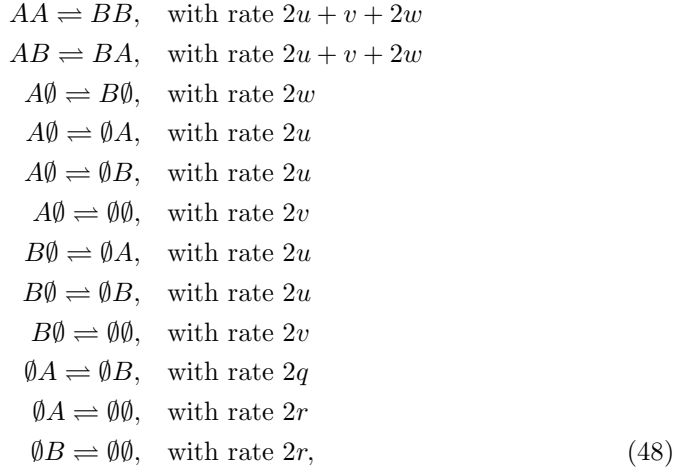 AA ⇌ BB, with rate 2u + v + 2w
AB ⇌ BA, with rate 2u + v + 2w
A∅ ⇌ B∅, with rate 2w
A∅ ⇌ ∅A, with rate 2u
A∅ ⇌ ∅B, with rate 2u
A∅ ⇌ ∅∅, with rate 2v
B∅ ⇌ ∅A, with rate 2u
B∅ ⇌ ∅B, with rate 2u
B∅ ⇌ ∅∅, with rate 2v
∅A ⇌ ∅B, with rate 2q
∅A ⇌ ∅∅, with rate 2r
∅B ⇌ ∅∅, with rate 2r, (48)